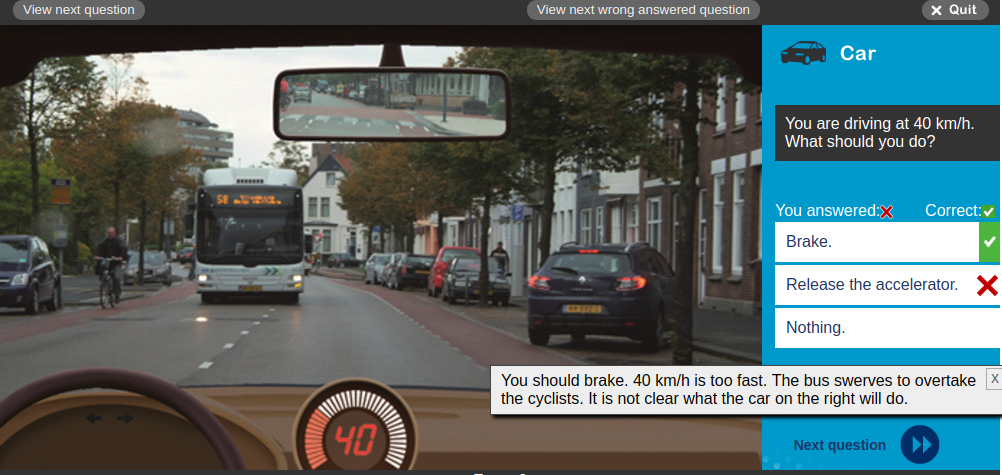 View next question
View next wrong answered question
Quit
Car
You are driving at 40 km/h.
What should you do?
You answered:
Correct:
Brake.
Release the accelerator.
Nothing.
You should brake. 40 km/h is too fast. The bus swerves to overtake
the cyclists. It is not clear what the car on the right will do.
X
Next question
58
40